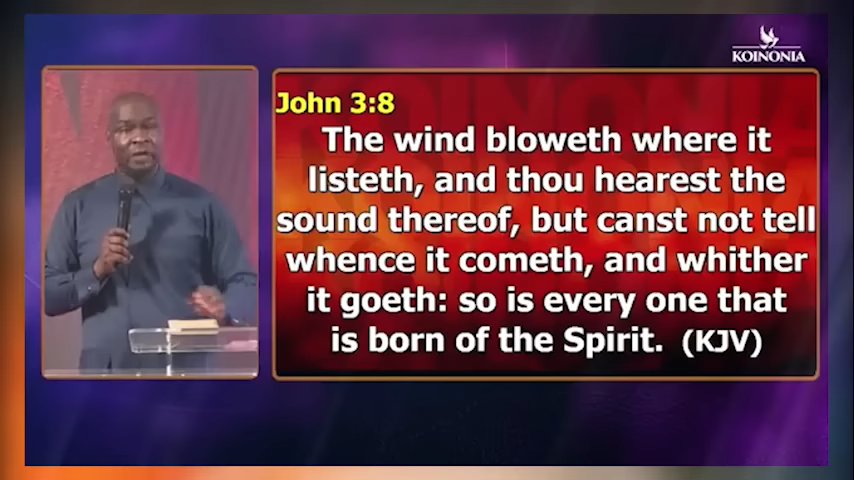 KOINONIA
John 3:8
The wind bloweth where it
listeth, and thou hearest the
sound thereof, but canst not tell
whence it cometh, and whither
it goeth: so is every one that
is born of the Spirit. (KJV)